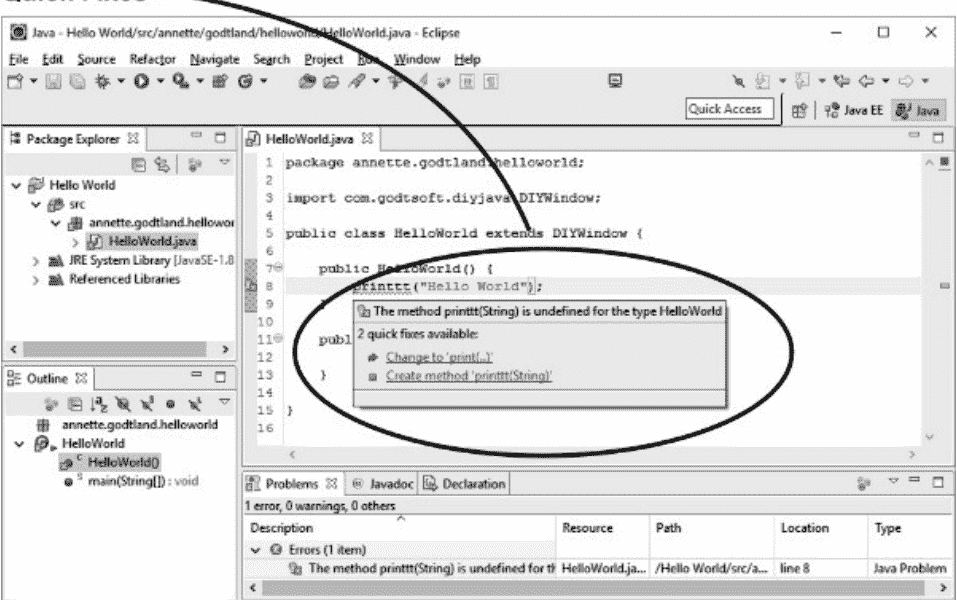 Quick Fixes
Java - Hello World/src/annette/godtland/helloworld/HelloWorld.java - Eclipse
File Edit Source Refactor Navigate Search Project Run Window Help
Quick Access
Java EE
Java
Package Explorer
Hello World
src
annette.godtland.hellowor
HelloWorld.java
JRE System Library [JavaSE-1.8
Referenced Libraries
Outline
annette.godtland.helloworld
HelloWorld
C HelloWorld()
S main(String[]) : void
HelloWorld.java
1 package annette.godtland.helloworld;
2
3 import com.godtsoft.diyjava.DIYWindow;
4
5 public class HelloWorld extends DIYWindow {
6
7 public HelloWorld() {
8 printtt("Hello World");
9
10
11 publ
12
13 }
14
15 }
16
The method printtt(String) is undefined for the type HelloWorld
2 quick fixes available:
Change to 'print(..)'
Create method 'printtt(String)'
Problems Javadoc Declaration
1 error, 0 warnings, 0 others
Description Resource Path Location Type
Errors (1 item)
The method printtt(String) is undefined for th HelloWorld.ja... /Hello World/src/a... line 8 Java Problem